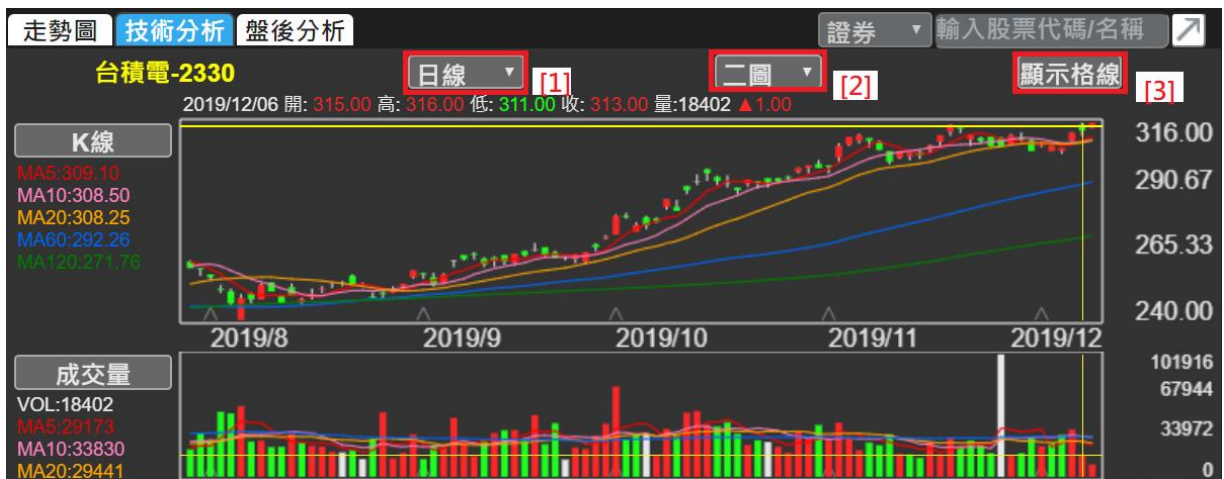 走勢圖 技術分析 盤後分析 證券 ▼ 輸入股票代碼/名稱
台積電-2330 日線 ▼ [1] 二圖 ▼ [2] 顯示格線 [3]
2019/12/06 開: 315.00 高: 316.00 低: 311.00 收: 313.00 量:18402 ▲1.00
K線
MA5:309.10
MA10:308.50
MA20:308.25
MA60:292.26
MA120:271.76
316.00
290.67
265.33
240.00
2019/8 2019/9 2019/10 2019/11 2019/12
成交量
VOL:18402
MA5:29173
MA10:33830
MA20:29441
101916
67944
33972
0